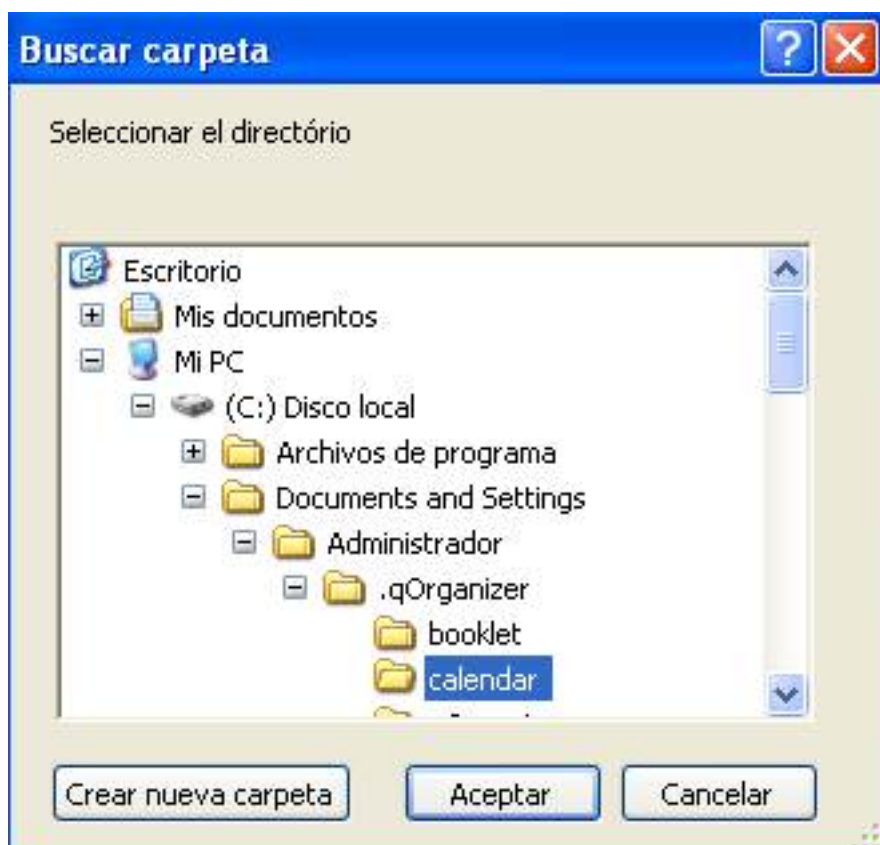 Buscar carpeta
Seleccionar el directório
Escritorio
Mis documentos
Mi PC
(C:) Disco local
Archivos de programa
Documents and Settings
Administrador
.qOrganizer
booklet
calendar
Crear nueva carpeta Aceptar Cancelar